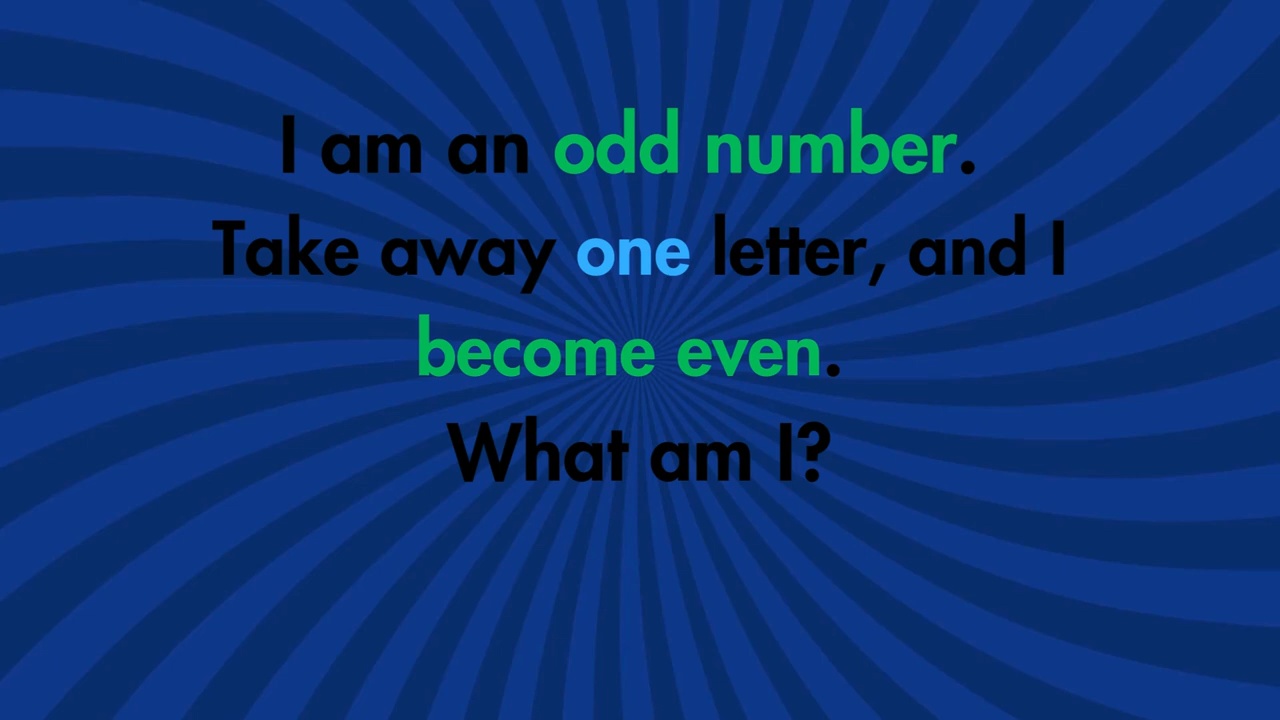 I am an odd number.
Take away one letter, and I
become even.
What am I?